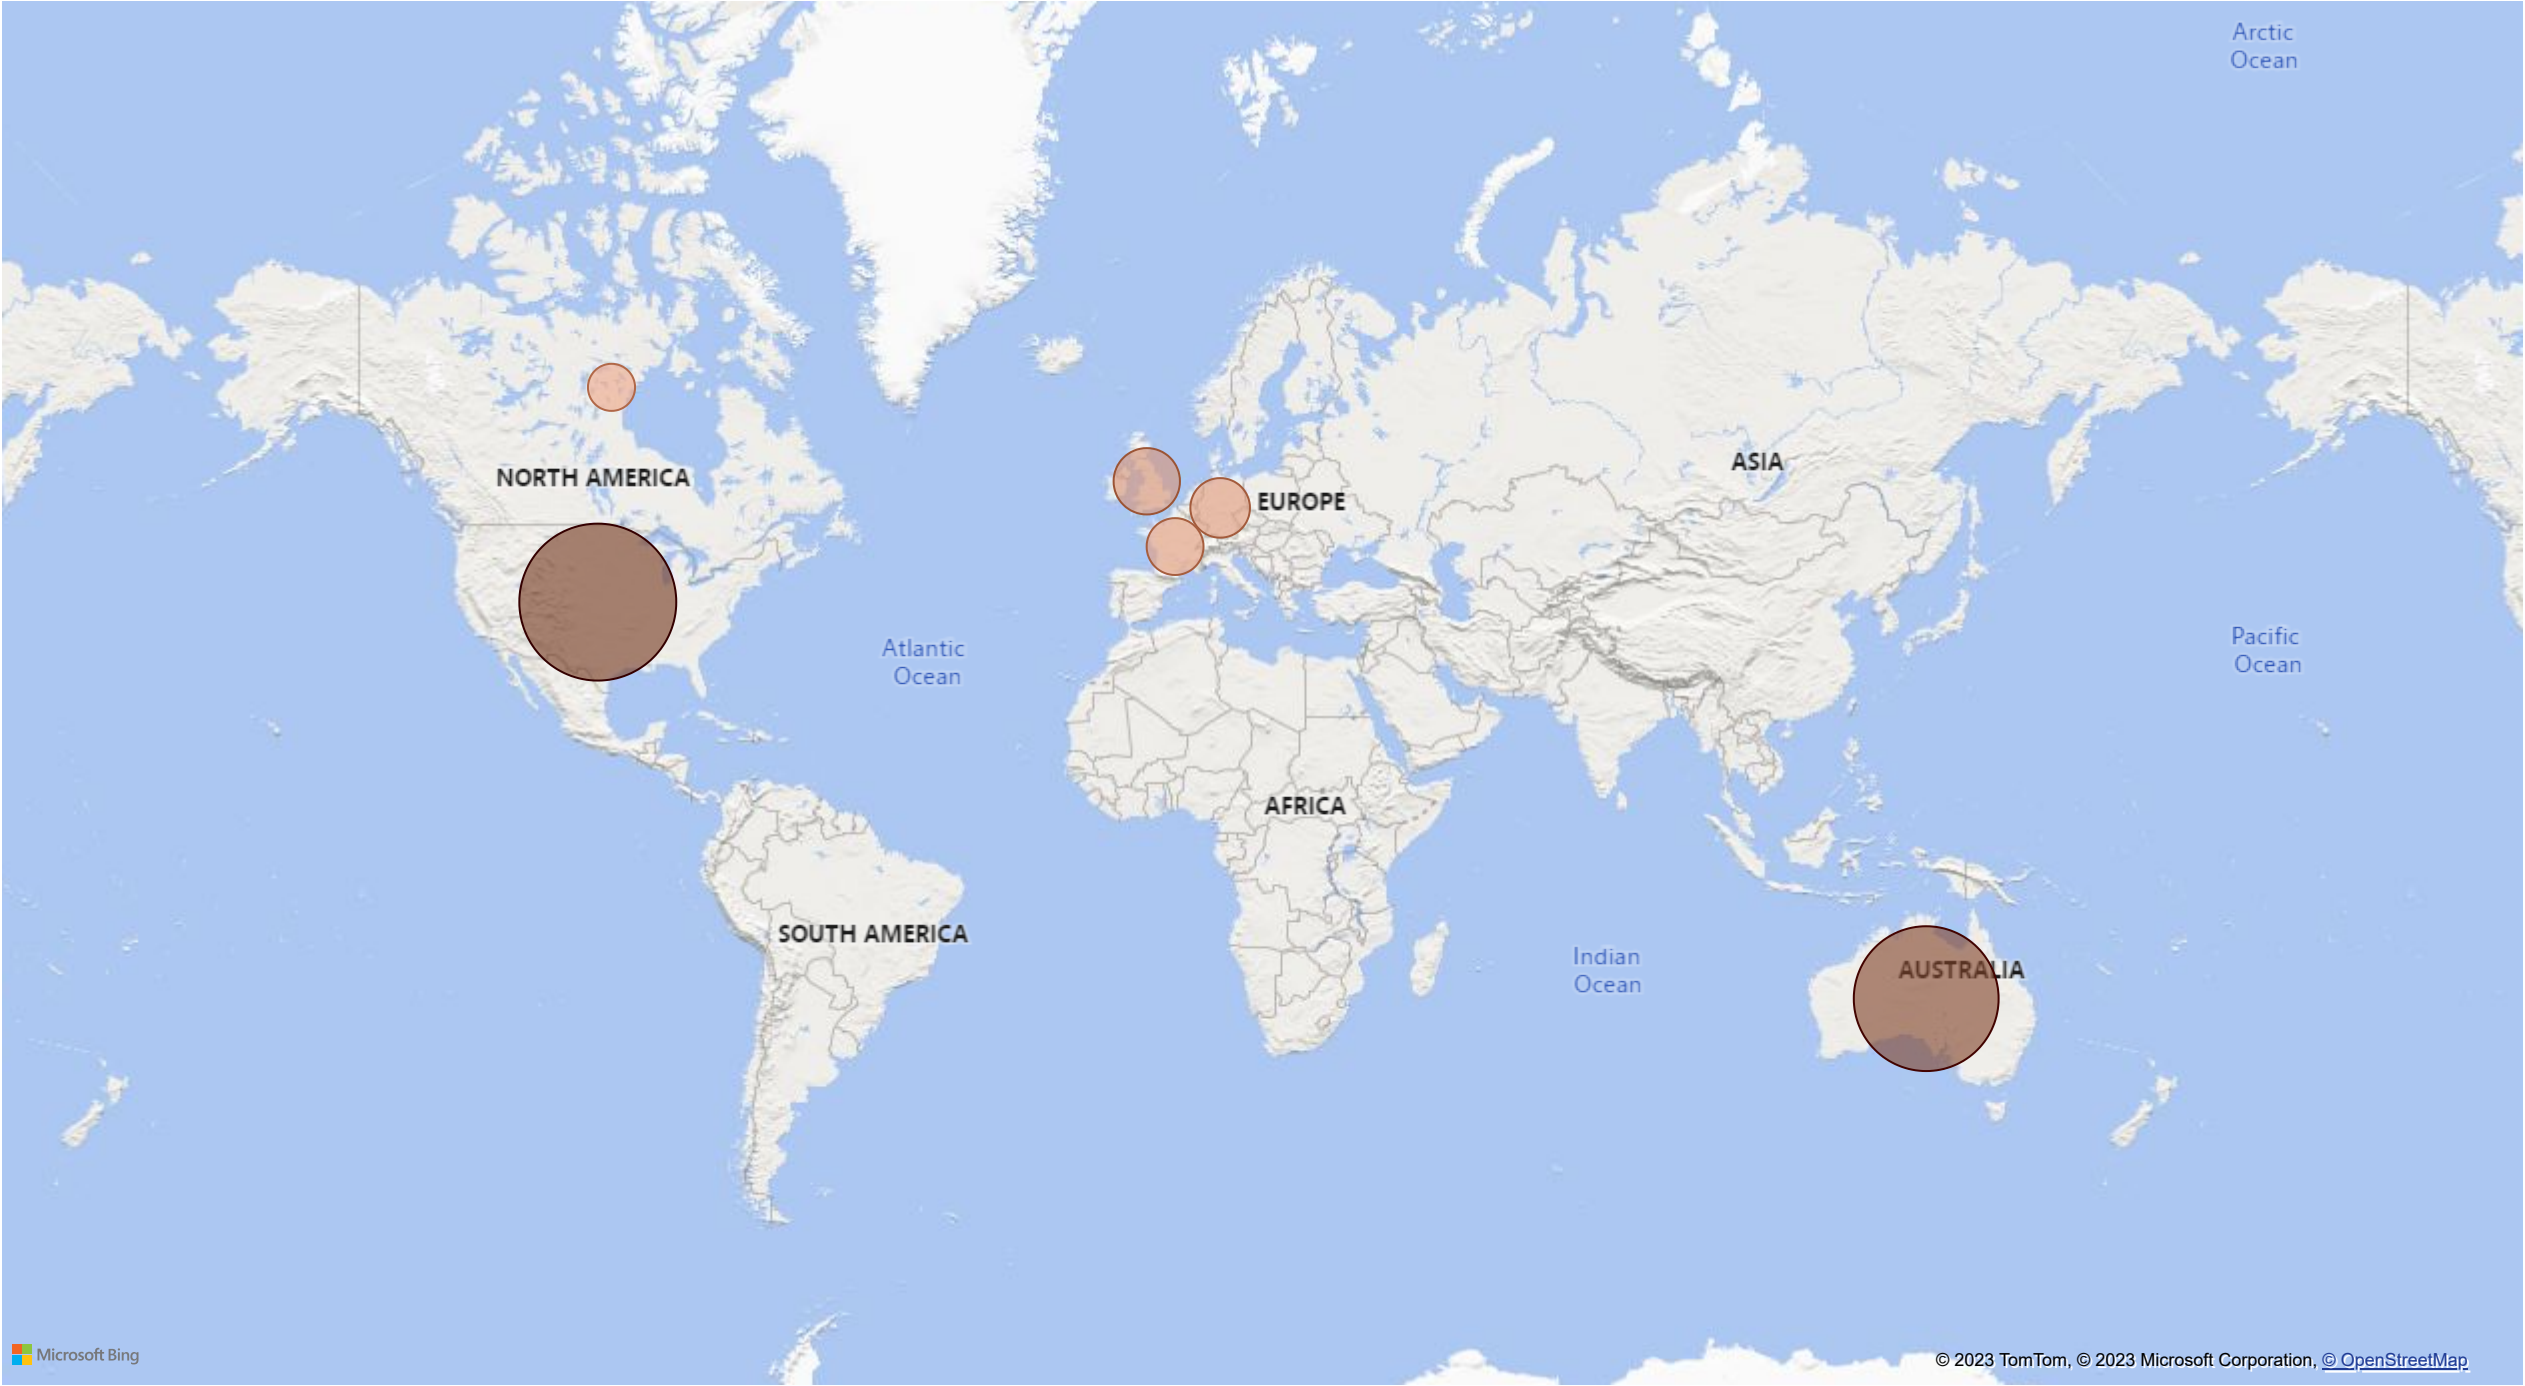 Arctic
Ocean
NORTH AMERICA
EUROPE
ASIA
Atlantic
Ocean
Pacific
Ocean
AFRICA
SOUTH AMERICA
Indian
Ocean
AUSTRALIA
Microsoft Bing
© 2023 TomTom, © 2023 Microsoft Corporation, © OpenStreetMap